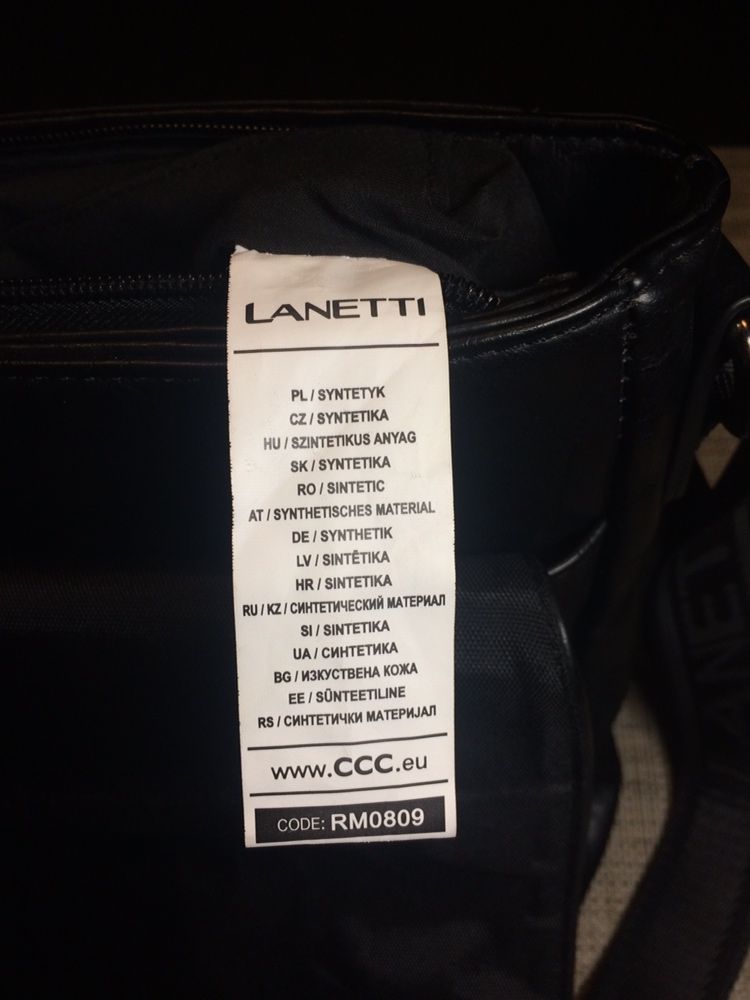 LANETTI
PL / SYNTETYK
CZ / SYNTETIKA
HU / SZINTETIKUS ANYAG
SK / SYNTETIKA
RO / SINTETIC
AT / SYNTHETISCHES MATERIAL
DE / SYNTHETIK
LV / SINTĒTIKA
HR / SINTETIKA
RU / KZ / СИНТЕТИЧЕСКИЙ МАТЕРИАЛ
SI / SINTETIKA
UA / СИНТЕТИКА
BG / ИЗКУСТВЕНА КОЖА
EE / SÜNTEETILINE
RS / СИНТЕТИЧКИ МАТЕРИЈАЛ
www.CCC.eu
CODE: RM0809
LANET